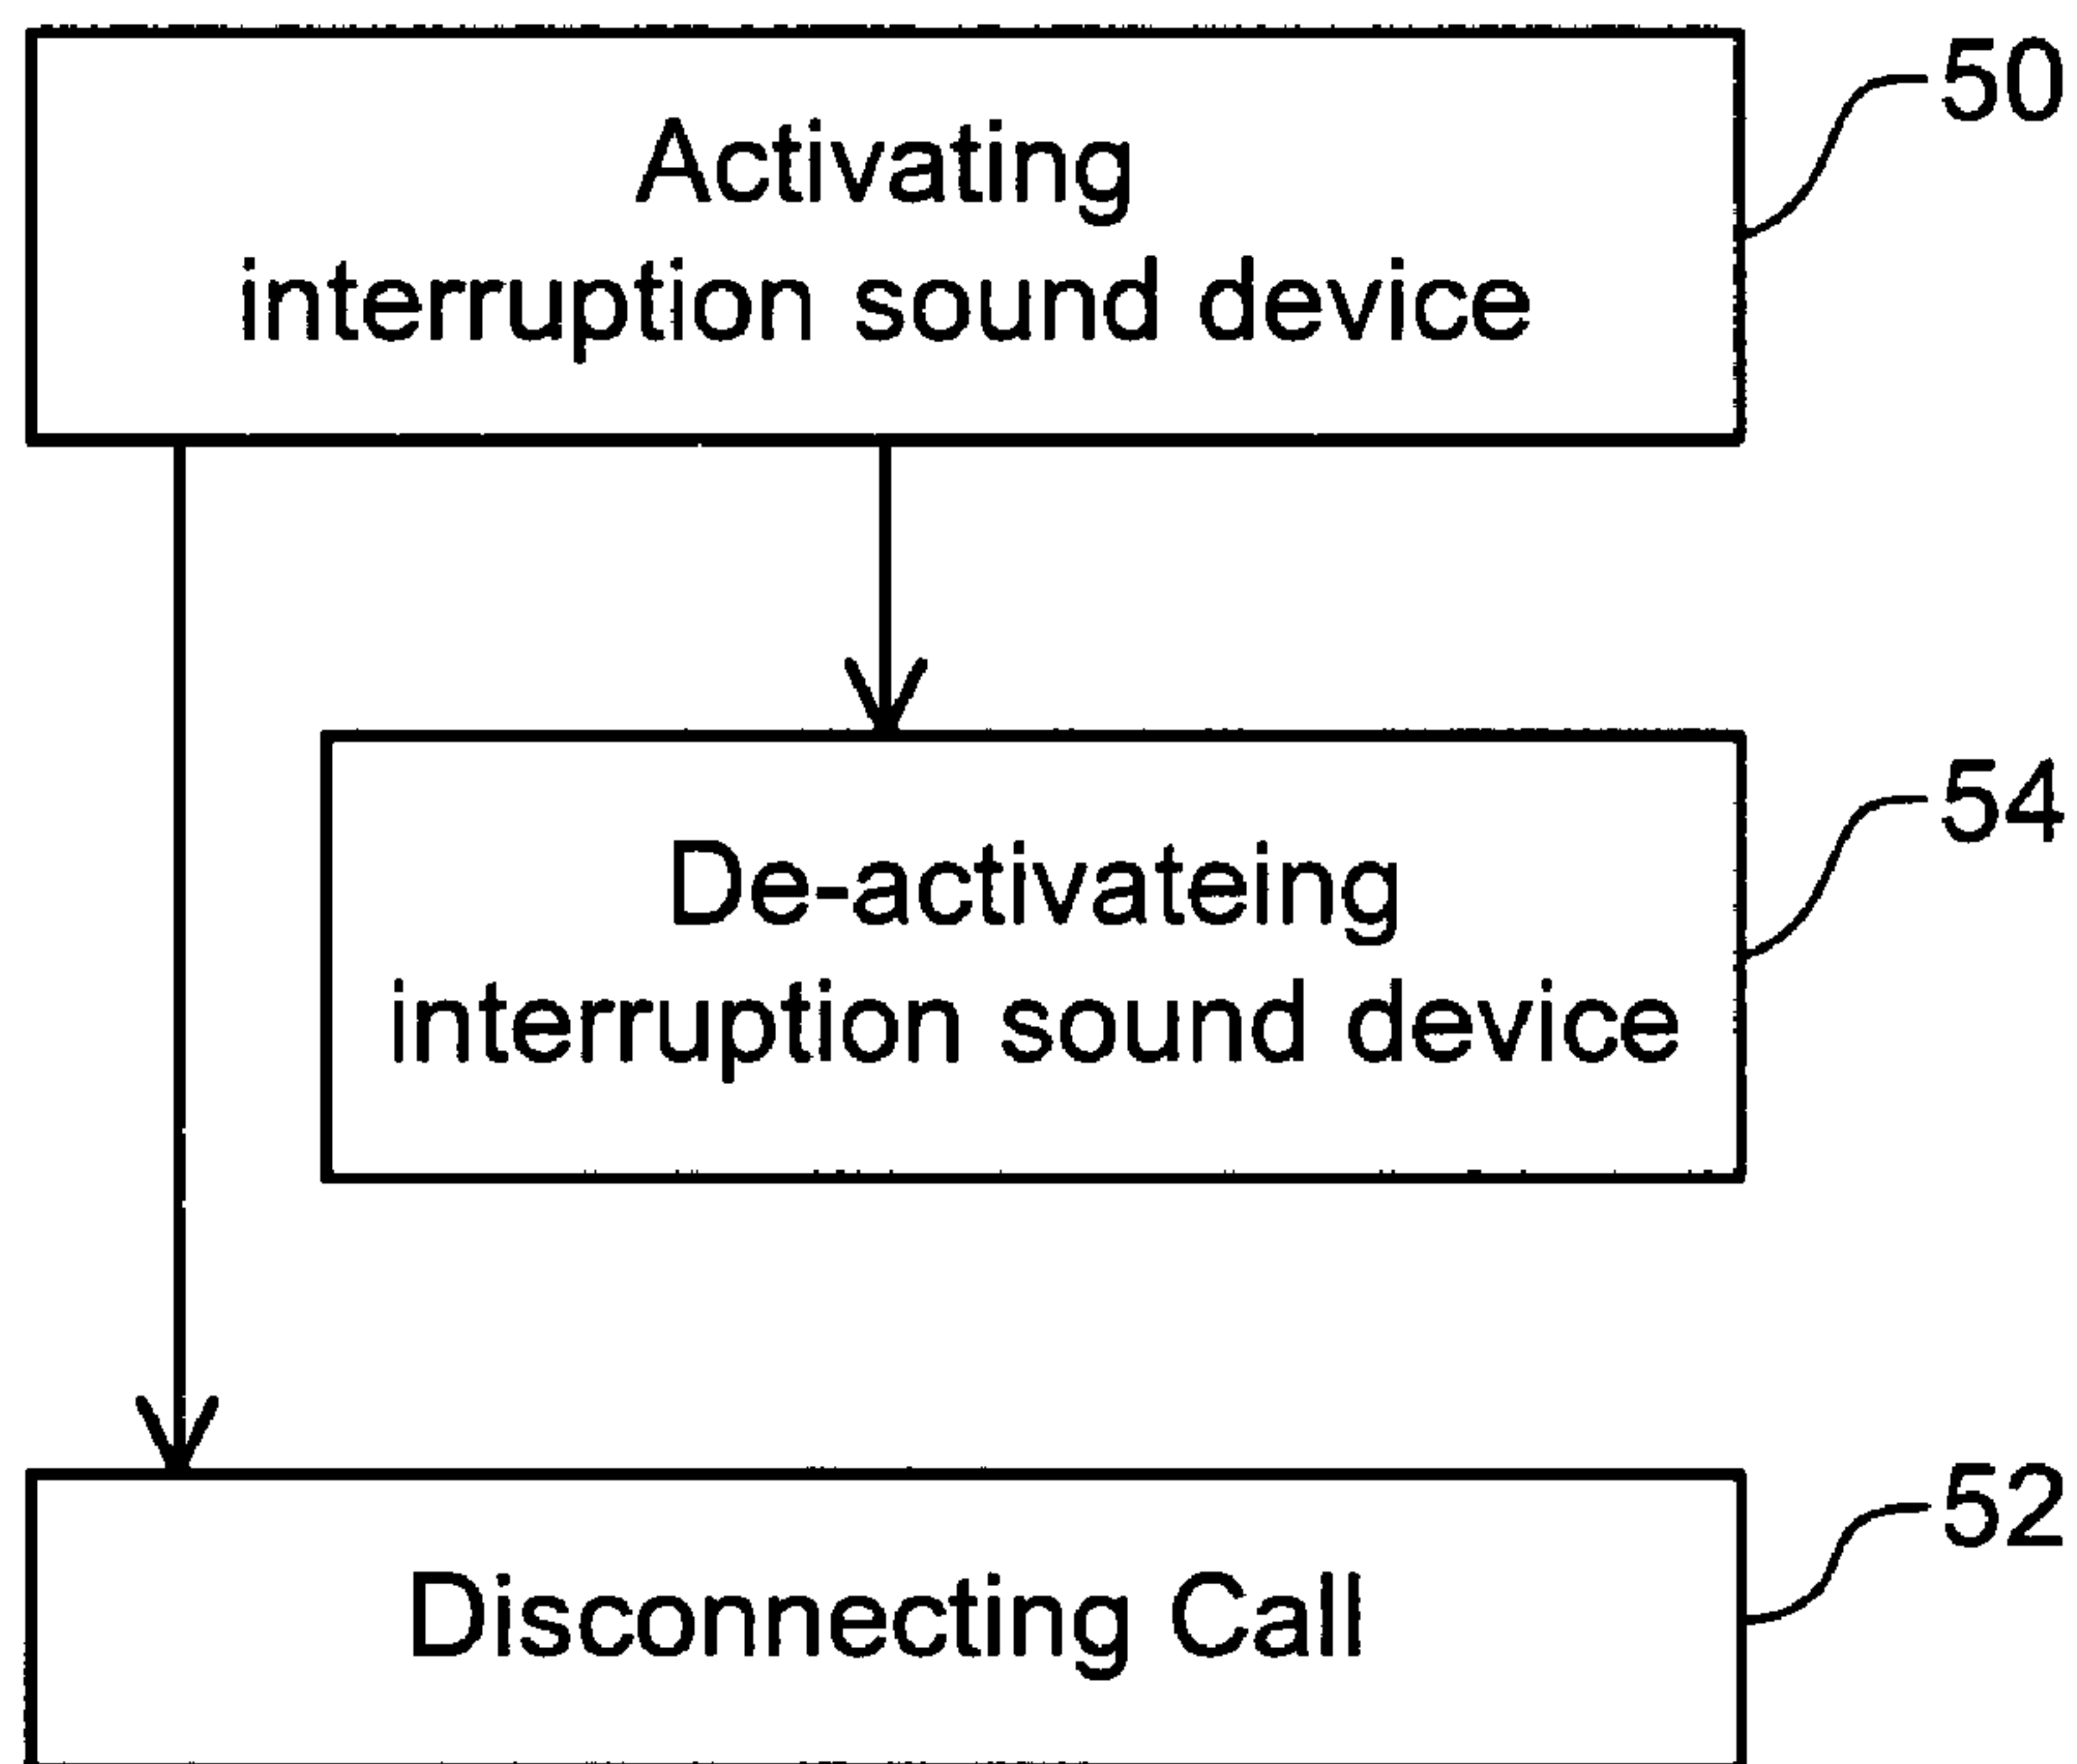 Activating
interruption sound device
50
De-activateing
interruption sound device
54
Disconnecting Call
52